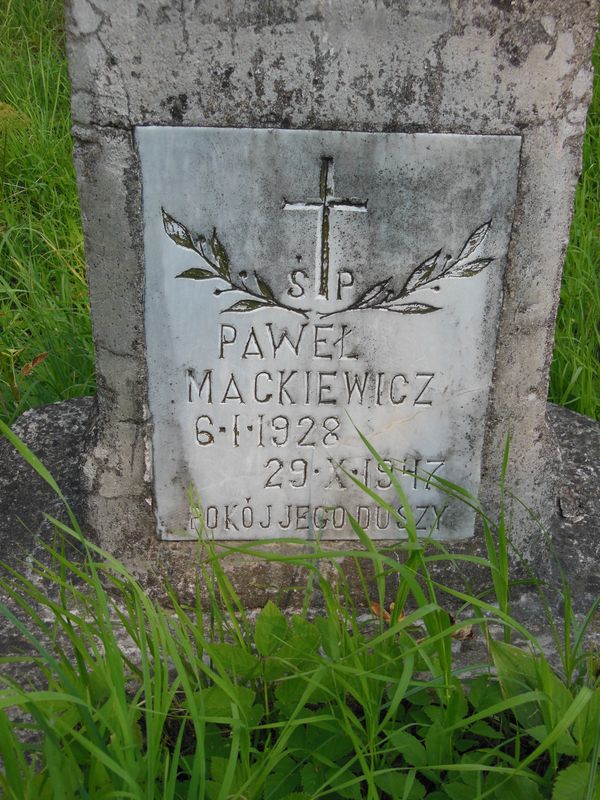 Ś P
PAWEŁ
MACKIEWICZ
6·I·1928
29·X·1947
POKÓJ JEGO DUSZY